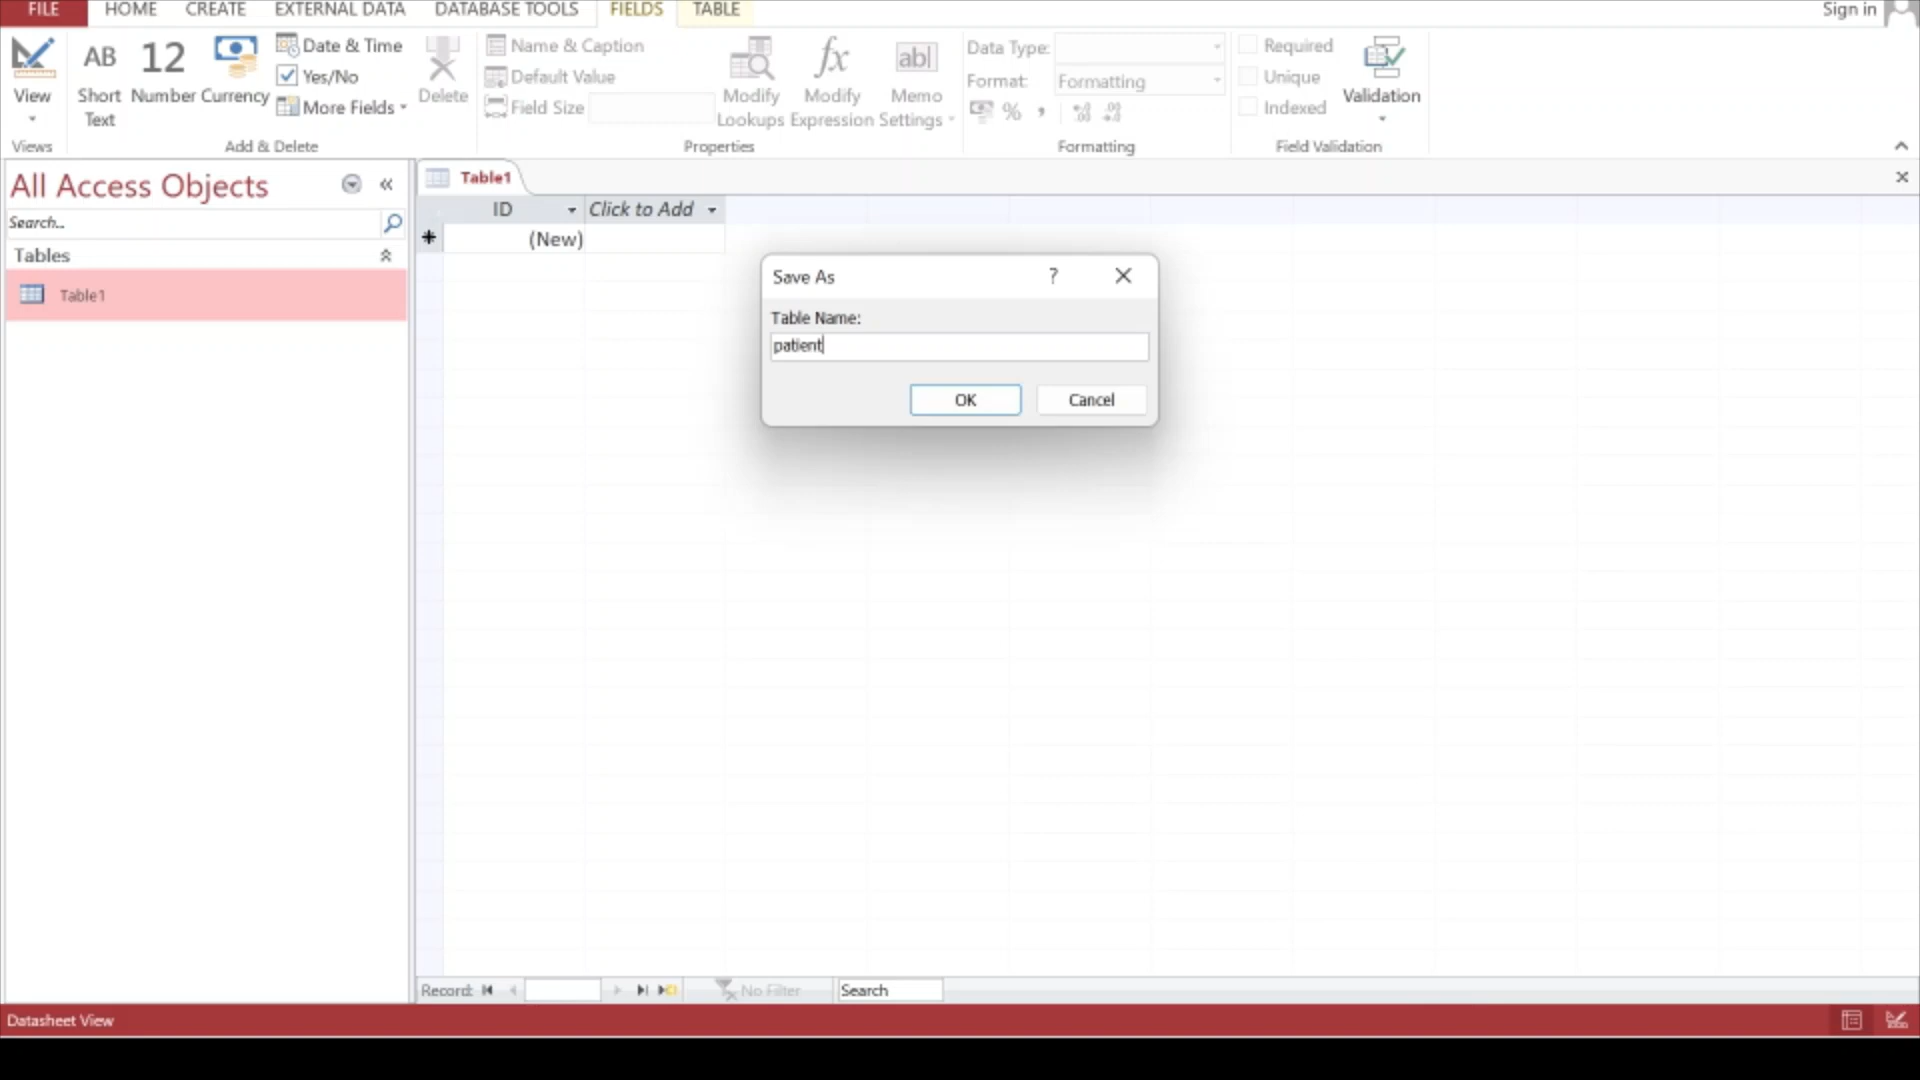 FILE HOME CREATE EXTERNAL DATA DATABASE TOOLS FIELDS TABLE Sign in
AB 12 Date & Time Name & Caption fx ab| Data Type: Required
Yes/No Default Value Format: Formatting Unique
View Short Number Currency More Fields Delete Field Size Modify Modify Memo % , Indexed Validation
Text Lookups Expression Settings
Views Add & Delete Properties Formatting Field Validation
All Access Objects
Search...
Tables
Table1
Table1
ID Click to Add
(New)
Save As ?
Table Name:
patient
OK Cancel
Record: No Filter Search
Datasheet View